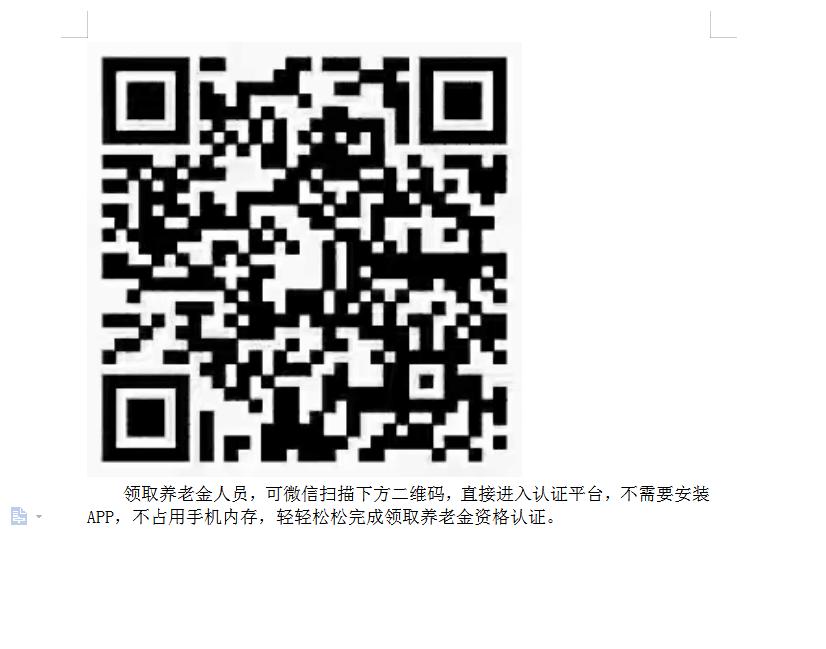 领取养老金人员，可微信扫描下方二维码，直接进入认证平台，不需要安装
APP，不占用手机内存，轻轻松松完成领取养老金资格认证。